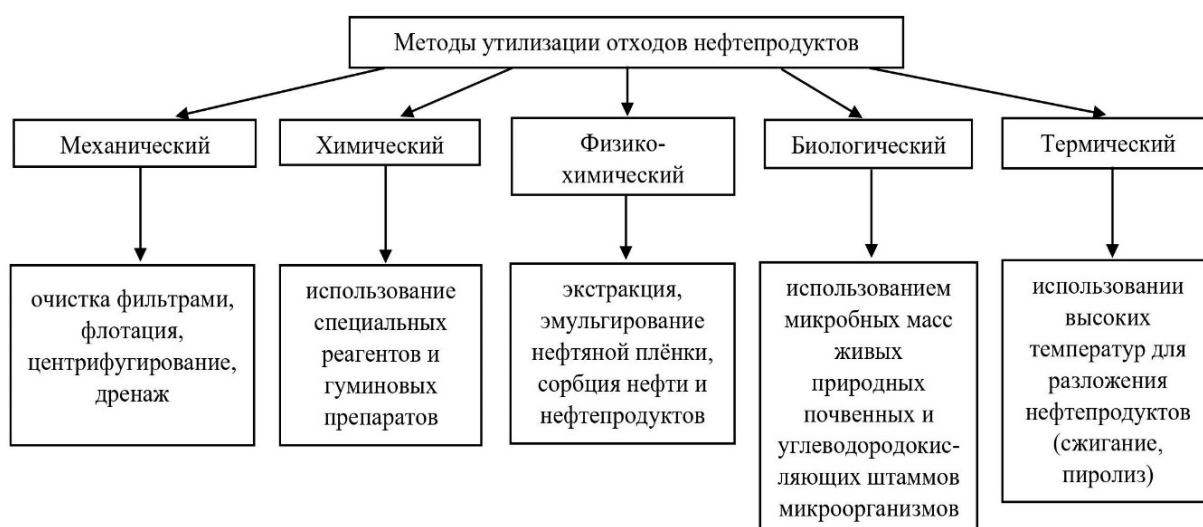 Методы утилизации отходов нефтепродуктов
Механический
Химический
Физико-
химический
Биологический
Термический
очистка фильтрами,
флотация,
центрифугирование,
дренаж
использование
специальных
реагентов и
гуминовых
препаратов
экстракция,
эмульгирование
нефтяной плёнки,
сорбция нефти и
нефтепродуктов
использованием
микробных масс
живых
природных
почвенных и
углеводородокис-
ляющих штаммов
микроорганизмов
использовании
высоких
температур для
разложения
нефтепродуктов
(сжигание,
пиролиз)